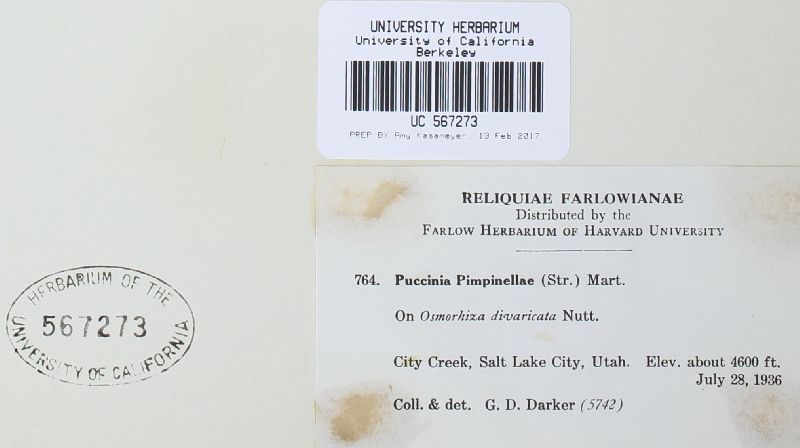 UNIVERSITY HERBARIUM
University of California
Berkeley
UC 567273
PREP BY Amy Kasameyer, 13 Feb 2017
RELIQUIAE FARLOWIANAE
Distributed by the
FARLOW HERBARIUM OF HARVARD UNIVERSITY
764. Puccinia Pimpinellae (Str.) Mart.
On Osmorhiza divaricata Nutt.
City Creek, Salt Lake City, Utah. Elev. about 4600 ft.
July 28, 1936
Coll. & det. G. D. Darker (5742)
HERBARIUM OF THE
567273
UNIVERSITY OF CALIFORNIA